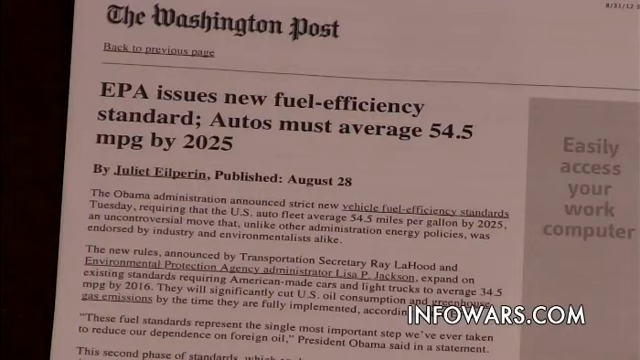 8/31/12
The Washington Post
Back to previous page
EPA issues new fuel-efficiency
standard; Autos must average 54.5
mpg by 2025
By Juliet Eilperin, Published: August 28
The Obama administration announced strict new vehicle fuel-efficiency standards
Tuesday, requiring that the U.S. auto fleet average 54.5 miles per gallon by 2025,
an uncontroversial move that, unlike other administration energy policies, was
endorsed by industry and environmentalists alike.
The new rules, announced by Transportation Secretary Ray LaHood and
Environmental Protection Agency administrator Lisa P. Jackson, expand on
existing standards requiring American-made cars and light trucks to average 34.5
mpg by 2016. They will significantly cut U.S. oil consumption and greenhouse
gas emissions by the time they are fully implemented,
"These fuel standards represent the single most important step we've ever taken
to reduce our dependence on foreign oil," President Obama said in a statement.
This second phase of standards,
Easily
access
your
work
computer
INFOWARS.COM